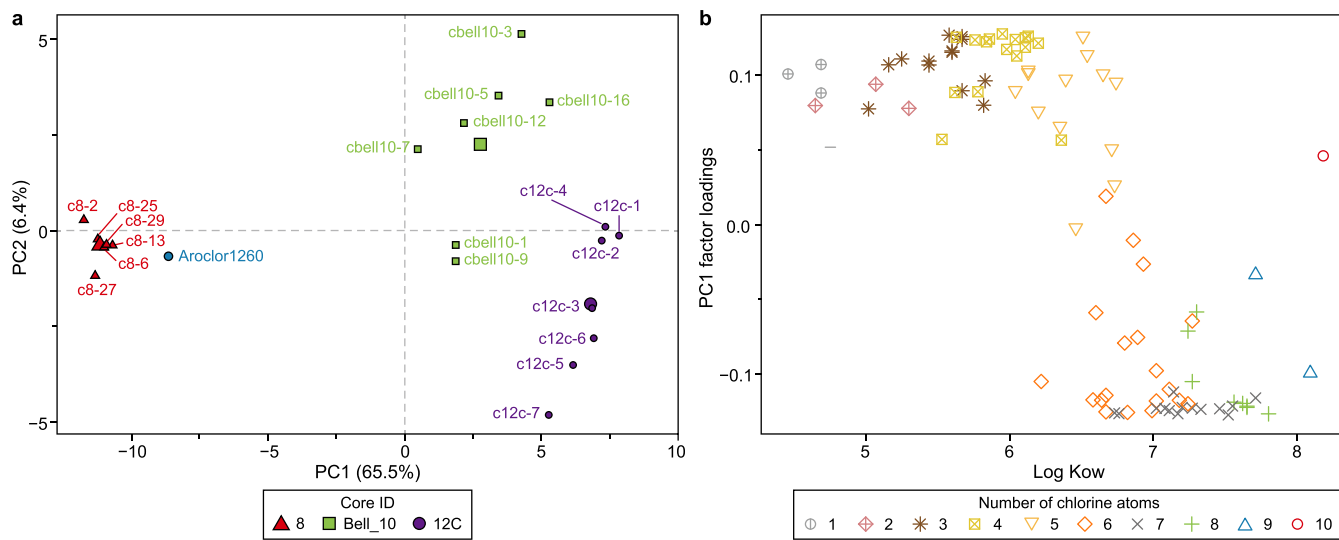 a
cbell10-3
cbell10-5
cbell10-16
cbell10-12
cbell10-7
c12c-4
c12c-1
c12c-2
c8-2
c8-25
c8-29
c8-13
c8-6
c8-27
Aroclor1260
cbell10-1
cbell10-9
c12c-3
c12c-6
c12c-5
c12c-7
5
0
−5
PC2 (6.4%)
−10
−5
0
5
10
PC1 (65.5%)
Core ID
8 Bell_10 12C
b
0.1
0.0
−0.1
PC1 factor loadings
5 6 7 8
Log Kow
Number of chlorine atoms
1 2 3 4 5 6 7 8 9 10